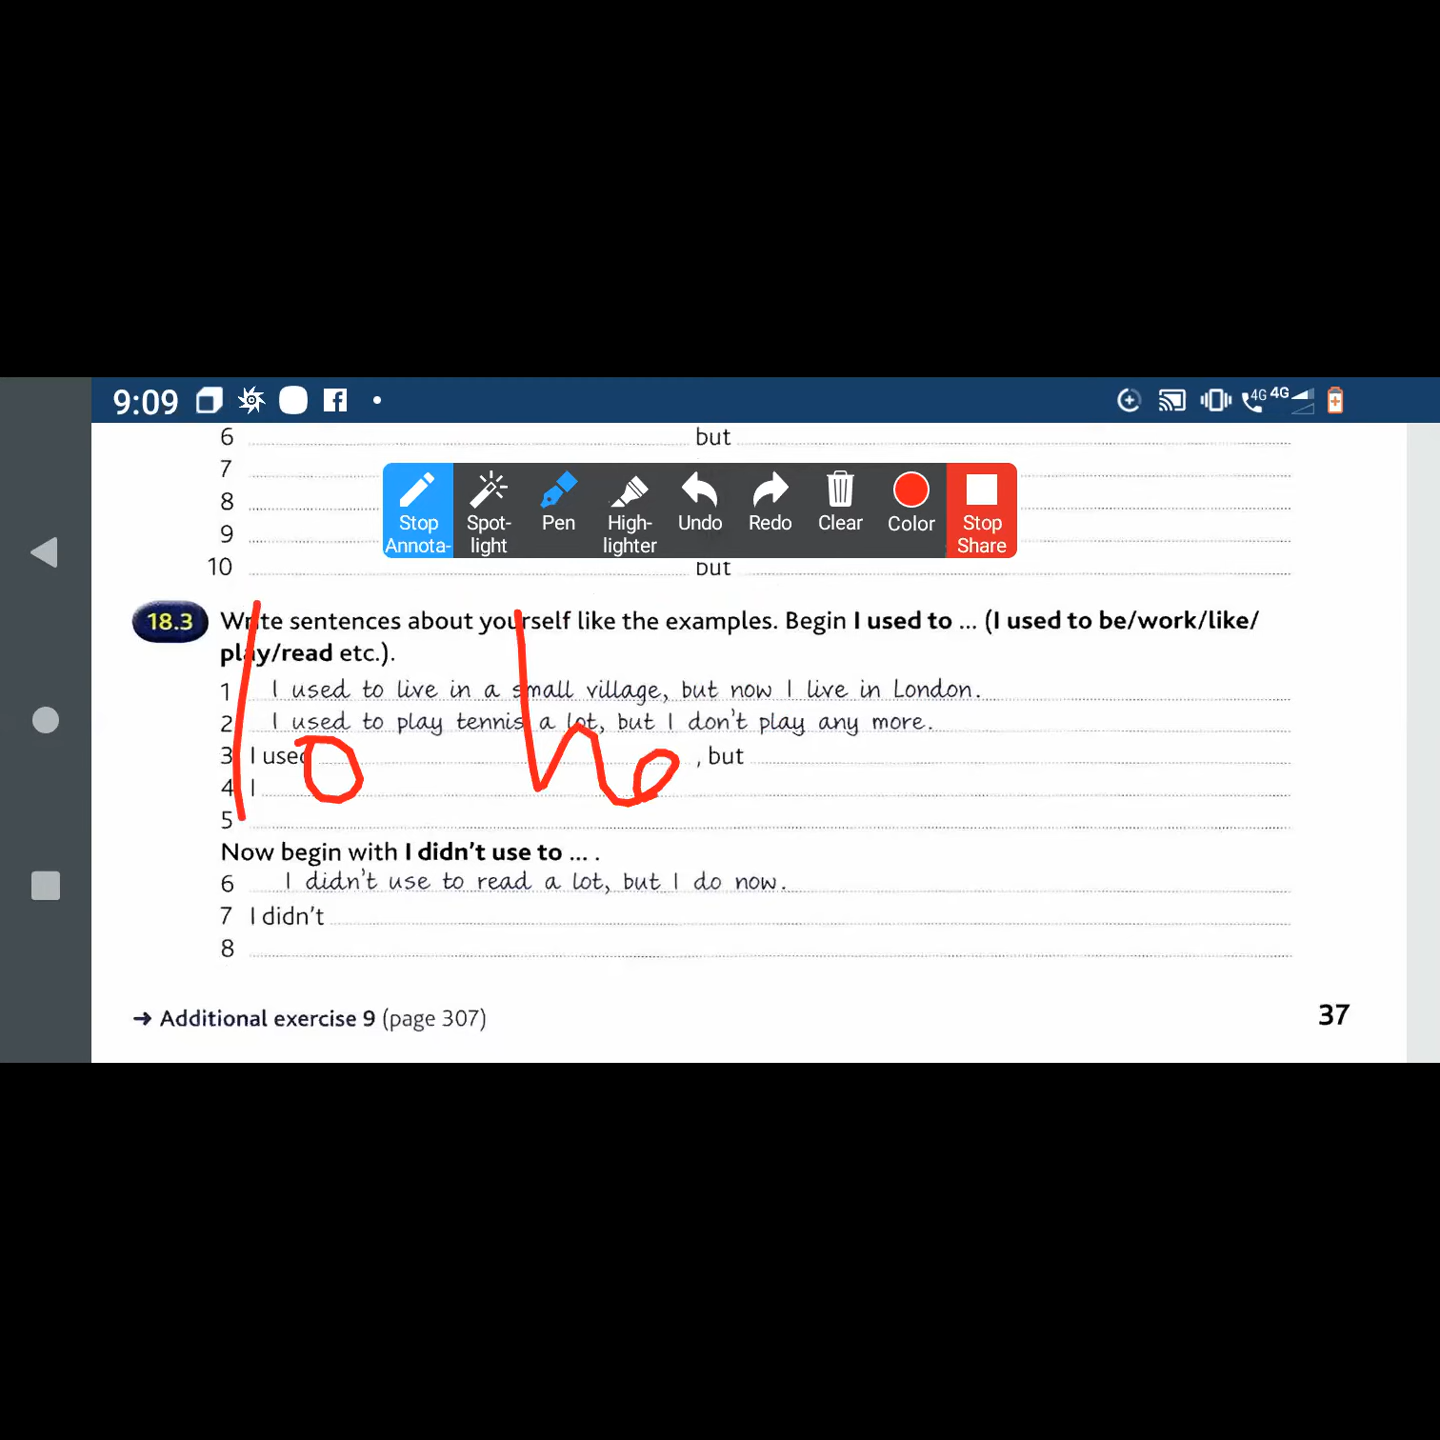 9:09
4G 4G
6 but
7
8
9
10 but
Stop Annota-
Spot-light
Pen
High-lighter
Undo
Redo
Clear
Color
Stop Share
18.3 Write sentences about yourself like the examples. Begin I used to ... (I used to be/work/like/
play/read etc.).
1 I used to live in a small village, but now I live in London.
2 I used to play tennis a lot, but I don't play any more.
3 I used , but
4 I
5
Now begin with I didn't use to ... .
6 I didn't use to read a lot, but I do now.
7 I didn't
8
→ Additional exercise 9 (page 307)
37